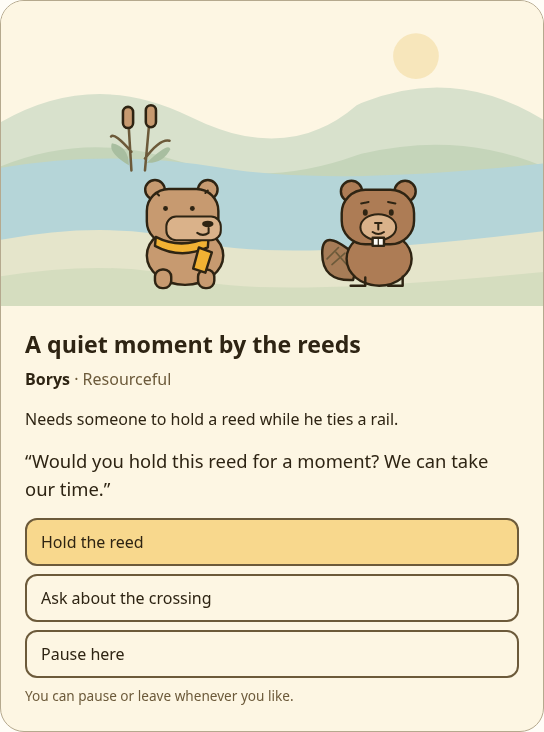 A quiet moment by the reeds
Borys · Resourceful
Needs someone to hold a reed while he ties a rail.
“Would you hold this reed for a moment? We can take
our time.”
Hold the reed
Ask about the crossing
Pause here
You can pause or leave whenever you like.